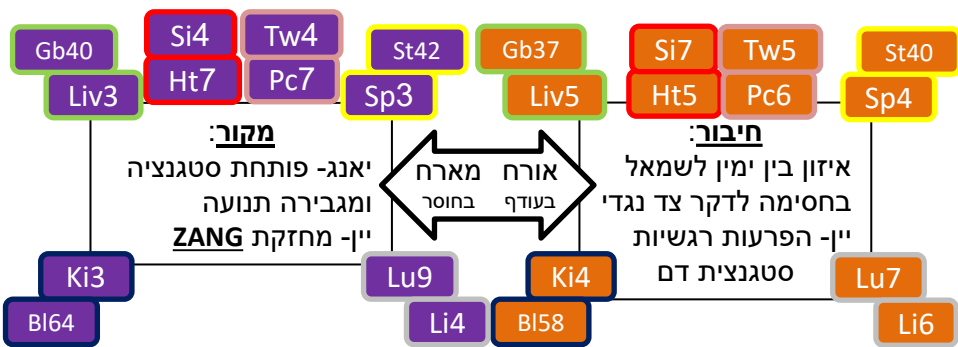 Gb40
Si4
Tw4
St42
Liv3
Ht7
Pc7
Sp3
Gb37
Si7
Tw5
St40
Liv5
Ht5
Pc6
Sp4
מקור:
יאנג- פותחת סטגנציה
ומגבירה תנועה
יין- מחזקת ZANG
אורח מארח
בעודף בחוסר
חיבור:
איזון בין ימין לשמאל
בחסימה לדקר צד נגדי
יין- הפרעות רגשיות
סטגנצית דם
Ki3
Bl64
Lu9
Li4
Ki4
Bl58
Lu7
Li6